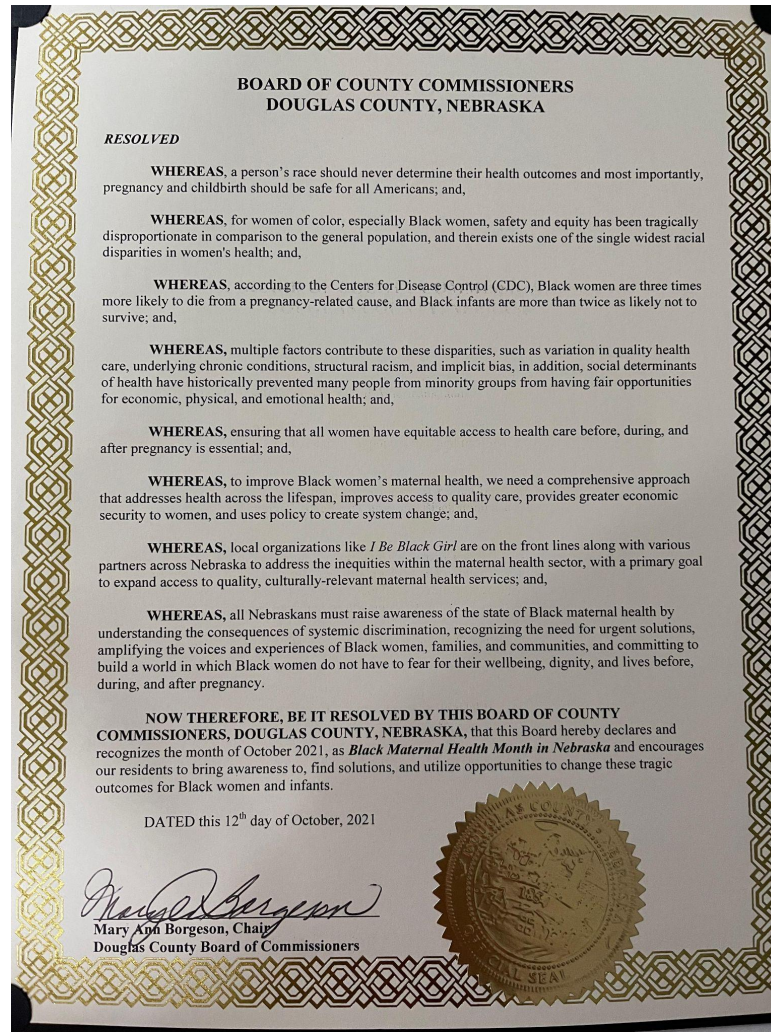 BOARD OF COUNTY COMMISSIONERS
DOUGLAS COUNTY, NEBRASKA
RESOLVED
WHEREAS, a person's race should never determine their health outcomes and most importantly,
pregnancy and childbirth should be safe for all Americans; and,
WHEREAS, for women of color, especially Black women, safety and equity has been tragically
disproportionate in comparison to the general population, and therein exists one of the single widest racial
disparities in women's health; and,
WHEREAS, according to the Centers for Disease Control (CDC), Black women are three times
more likely to die from a pregnancy-related cause, and Black infants are more than twice as likely not to
survive; and,
WHEREAS, multiple factors contribute to these disparities, such as variation in quality health
care, underlying chronic conditions, structural racism, and implicit bias, in addition, social determinants
of health have historically prevented many people from minority groups from having fair opportunities
for economic, physical, and emotional health; and,
WHEREAS, ensuring that all women have equitable access to health care before, during, and
after pregnancy is essential; and,
WHEREAS, to improve Black women's maternal health, we need a comprehensive approach
that addresses health across the lifespan, improves access to quality care, provides greater economic
security to women, and uses policy to create system change; and,
WHEREAS, local organizations like I Be Black Girl are on the front lines along with various
partners across Nebraska to address the inequities within the maternal health sector, with a primary goal
to expand access to quality, culturally-relevant maternal health services; and,
WHEREAS, all Nebraskans must raise awareness of the state of Black maternal health by
understanding the consequences of systemic discrimination, recognizing the need for urgent solutions,
amplifying the voices and experiences of Black women, families, and communities, and committing to
build a world in which Black women do not have to fear for their wellbeing, dignity, and lives before,
during, and after pregnancy.
NOW THEREFORE, BE IT RESOLVED BY THIS BOARD OF COUNTY
COMMISSIONERS, DOUGLAS COUNTY, NEBRASKA, that this Board hereby declares and
recognizes the month of October 2021, as Black Maternal Health Month in Nebraska and encourages
our residents to bring awareness to, find solutions, and utilize opportunities to change these tragic
outcomes for Black women and infants.
DATED this 12th day of October, 2021
Mary Ann Borgeson, Chair
Douglas County Board of Commissioners
DOUGLAS COUNTY NEBRASKA
OFFICIAL SEAL